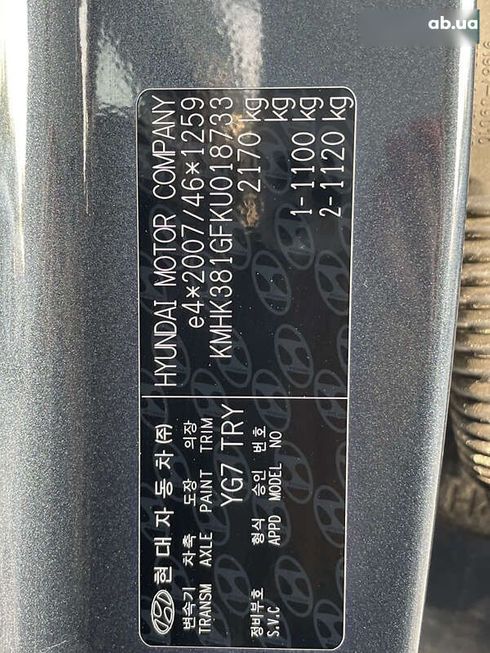 ab.ua
HYUNDAI MOTOR COMPANY
e4*2007/46*1259
KMHK381GFKU018733
2170 kg
kg
1-1100 kg
2-1120 kg
현대자동차(주)
변속기 차축 도장 의장
TRANSM AXLE PAINT TRIM
YG7 TRY
형식 승인 번호
APPD MODEL NO
정비부호
S.V.C